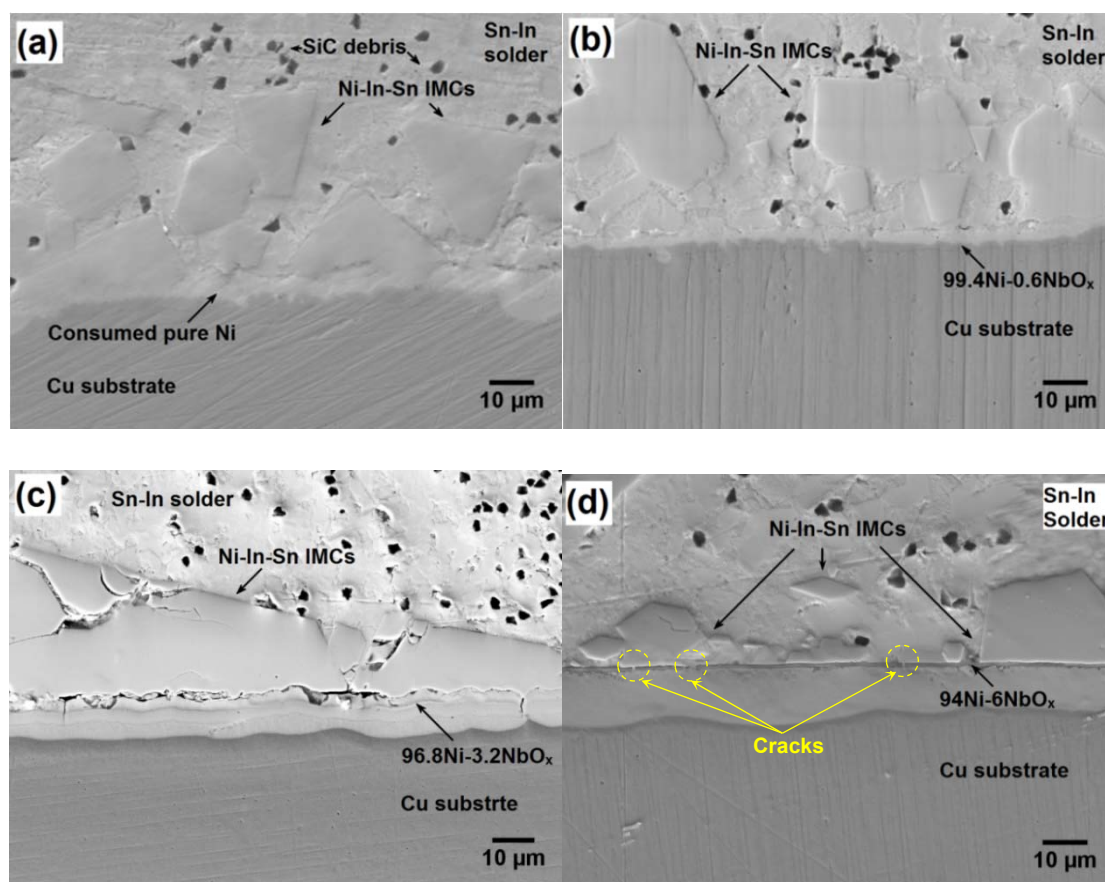 (a)
SiC debris
Sn-In
solder
Ni-In-Sn IMCs
Consumed pure Ni
Cu substrate
10 µm
(b)
Ni-In-Sn IMCs
Sn-In
solder
99.4Ni-0.6NbOₓ
Cu substrate
10 µm
(c)
Sn-In solder
Ni-In-Sn IMCs
96.8Ni-3.2NbOₓ
Cu substrte
10 µm
(d)
Ni-In-Sn IMCs
Sn-In
Solder
94Ni-6NbOₓ
Cracks
Cu substrate
10 µm